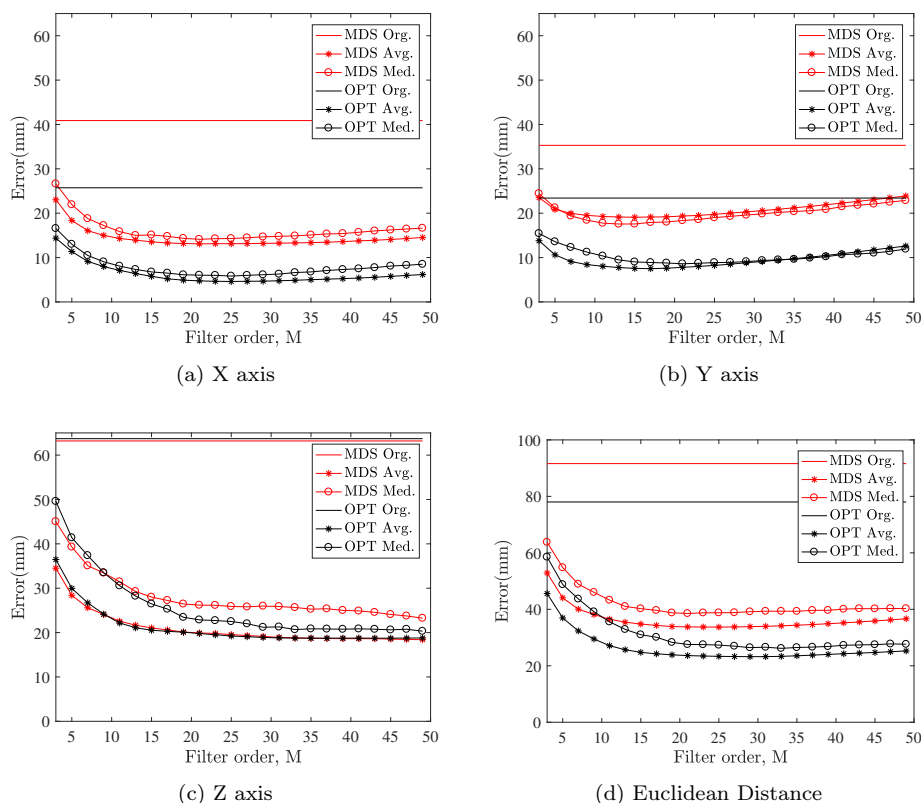 60
50
40
30
20
10
0
Error(mm)
5 10 15 20 25 30 35 40 45 50
Filter order, M
MDS Org.
MDS Avg.
MDS Med.
OPT Org.
OPT Avg.
OPT Med.
(a) X axis
60
50
40
30
20
10
0
Error(mm)
5 10 15 20 25 30 35 40 45 50
Filter order, M
MDS Org.
MDS Avg.
MDS Med.
OPT Org.
OPT Avg.
OPT Med.
(b) Y axis
60
50
40
30
20
10
0
Error(mm)
5 10 15 20 25 30 35 40 45 50
Filter order, M
MDS Org.
MDS Avg.
MDS Med.
OPT Org.
OPT Avg.
OPT Med.
(c) Z axis
100
80
60
40
20
0
Error(mm)
5 10 15 20 25 30 35 40 45 50
Filter order, M
MDS Org.
MDS Avg.
MDS Med.
OPT Org.
OPT Avg.
OPT Med.
(d) Euclidean Distance